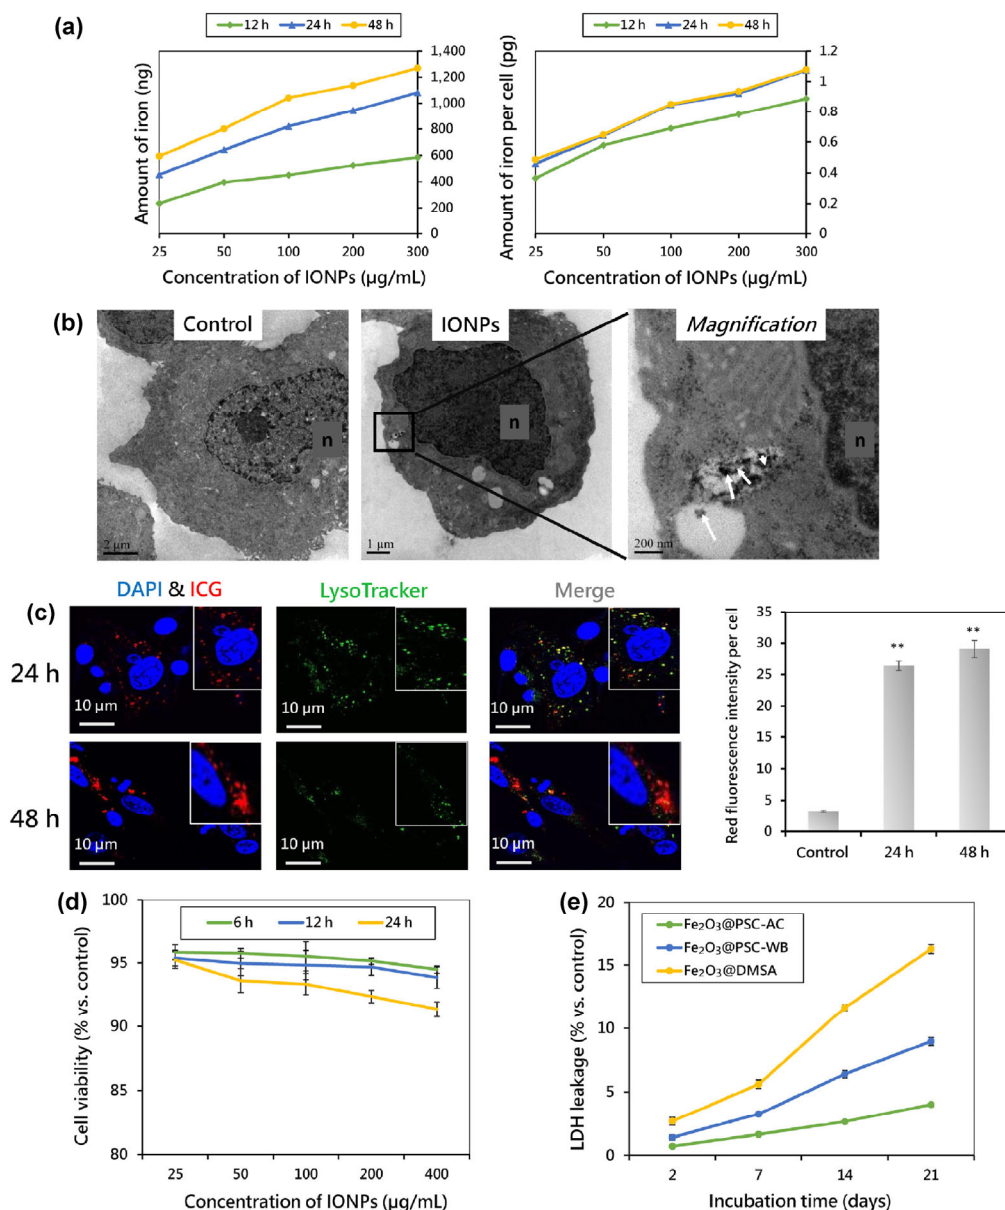 (a)
12 h 24 h 48 h
Amount of iron (ng)
1,400
1,200
1,000
800
600
400
200
0
25 50 100 200 300
Concentration of IONPs (µg/mL)
12 h 24 h 48 h
Amount of iron per cell (pg)
1.2
1
0.8
0.6
0.4
0.2
0
25 50 100 200 300
Concentration of IONPs (µg/mL)
(b)
Control
n
2 µm
IONPs
n
1 µm
Magnification
n
200 nm
(c)
DAPI & ICG LysoTracker Merge
24 h
10 µm 10 µm 10 µm
48 h
10 µm 10 µm 10 µm
Red fluorescence intensity per cell
35
30
25
20
15
10
5
0
** **
Control 24 h 48 h
(d)
6 h 12 h 24 h
Cell viability (% vs. control)
100
95
90
95
80
25 50 100 200 400
Concentration of IONPs (µg/mL)
(e)
Fe₂O₃@PSC-AC
Fe₂O₃@PSC-WB
Fe₂O₃@DMSA
LDH leakage (% vs. control)
20
15
10
5
0
2 7 14 21
Incubation time (days)